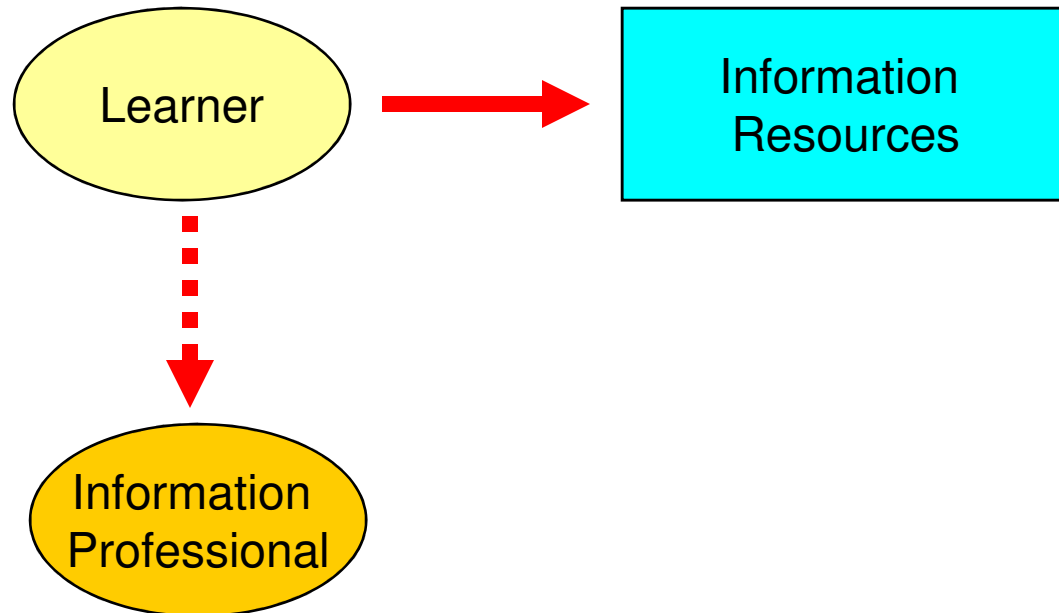 Learner
Information
Resources
Information
Professional